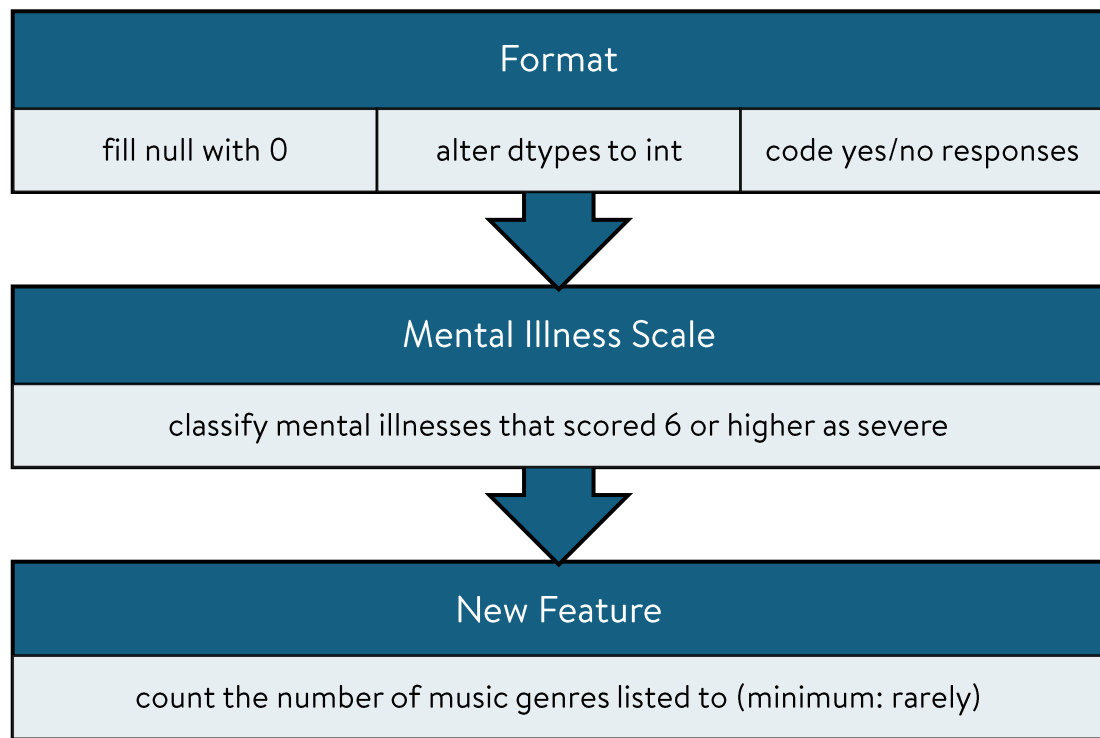 Format
fill null with 0
alter dtypes to int
code yes/no responses
Mental Illness Scale
classify mental illnesses that scored 6 or higher as severe
New Feature
count the number of music genres listed to (minimum: rarely)